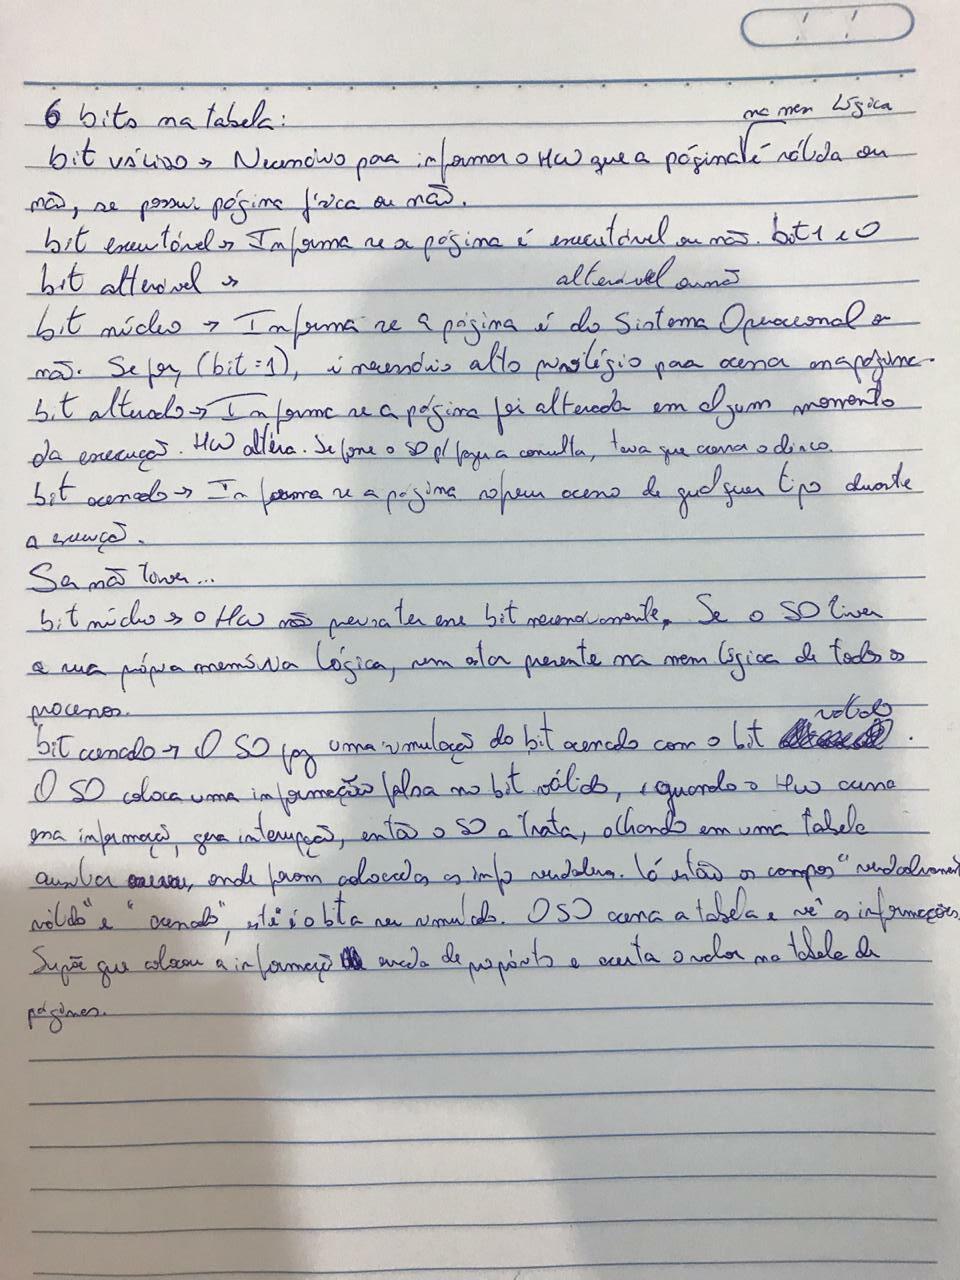 6 bits na tabela:
na mem lógica
bit válido → Necessário para informar o HW que a página é válida ou
não, se possui página física ou não.
bit executável → Informa se a página é executável ou não. bit 1 e 0
bit alterável → alterável ou não
bit núcleo → Informa se a página é do Sistema Operacional ou
não. Se for, (bit=1), é necessário alto privilégio para acessar essa página.
bit alterado → Informa se a página foi alterada em algum momento
da execução. HW altera. Se fosse o SO p/ fazer a consulta, teria que acessar o disco.
bit acessado → Informa se a página sofreu acesso de qualquer tipo durante
a execução.
Se não tover...
bit núcleo → o HW não precisa ter esse bit necessariamente. Se o SO tiver
a sua própria memória lógica, sem estar presente na mem lógica de todos os
processos.
bit acessado → O SO faz uma simulação do bit acessado com o bit válido.
O SO coloca uma informação falsa no bit válido, e quando o HW acessa
essa informação, gera interrupção, então o SO a trata, olhando em uma tabela
auxiliar, onde foram colocadas as info verdadeira. Lá estão os campos "verdadeiramente
válido" e "acessado", este é o bit a ser simulado. O SO acessa a tabela e vê as informações,
Supõe que colocou a informação errada de propósito e acerta o valor na tabela de
páginas.